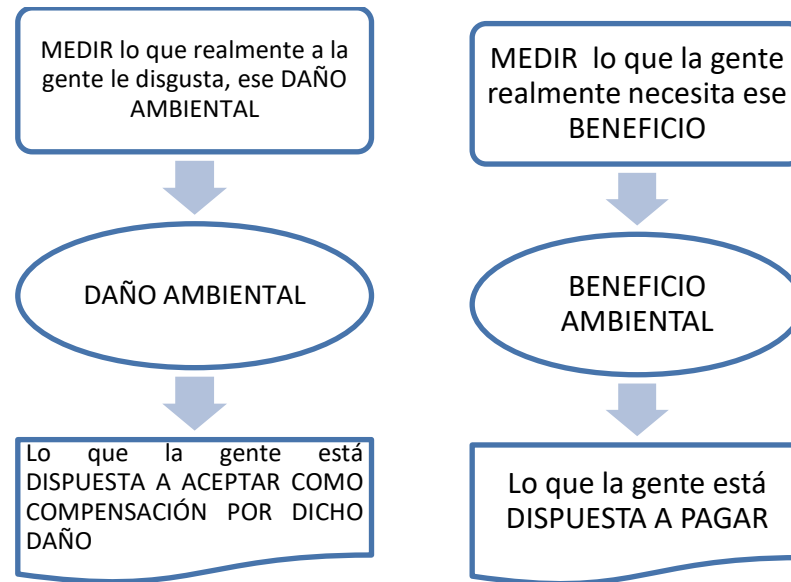 MEDIR lo que realmente a la
gente le disgusta, ese DAÑO
AMBIENTAL
DAÑO AMBIENTAL
Lo que la gente está
DISPUESTA A ACEPTAR COMO
COMPENSACIÓN POR DICHO
DAÑO
MEDIR lo que la gente
realmente necesita ese
BENEFICIO
BENEFICIO
AMBIENTAL
Lo que la gente está
DISPUESTA A PAGAR